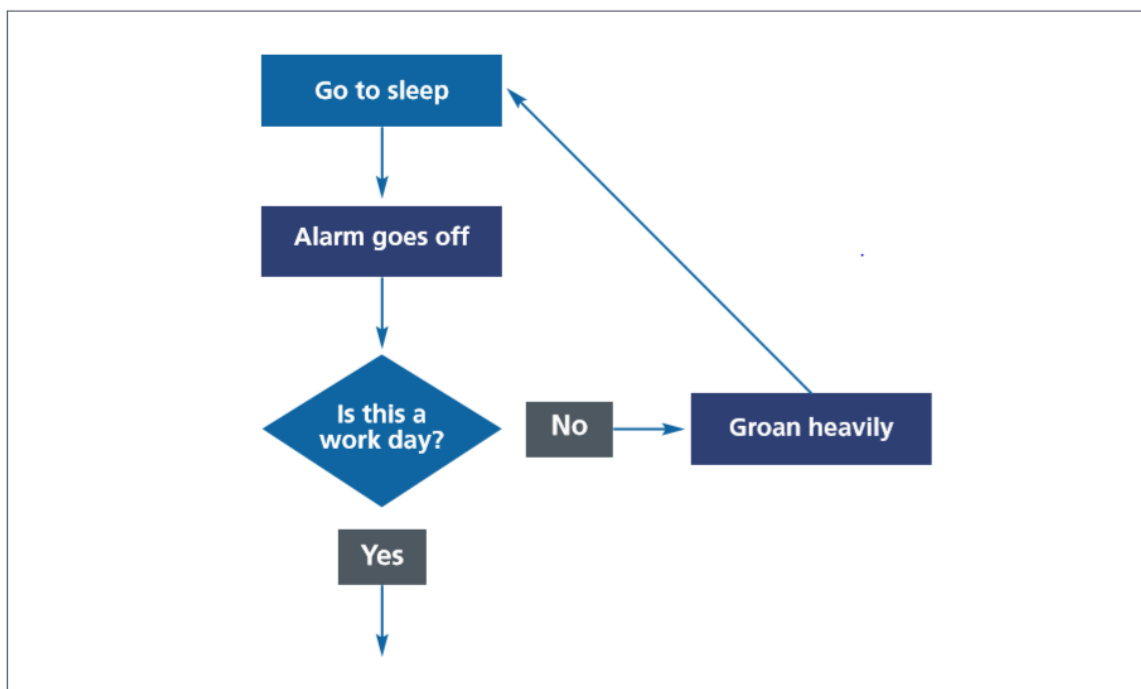 Go to sleep
Alarm goes off
Is this a
work day?
No
Groan heavily
Yes